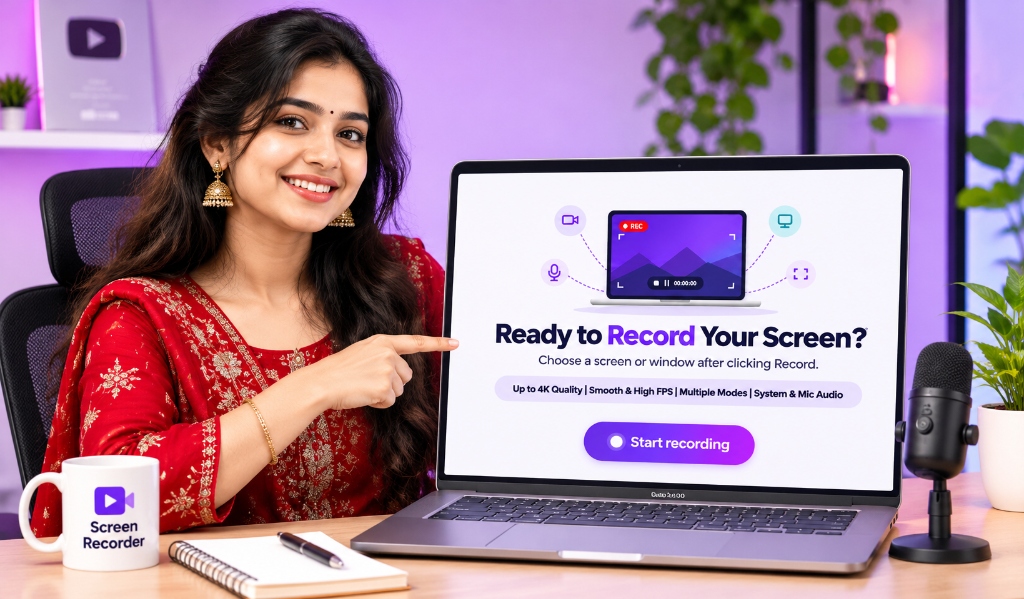 REC
00:00:00
Ready to Record Your Screen?
Choose a screen or window after clicking Record.
Up to 4K Quality | Smooth & High FPS | Multiple Modes | System & Mic Audio
Start recording
Screen
Recorder